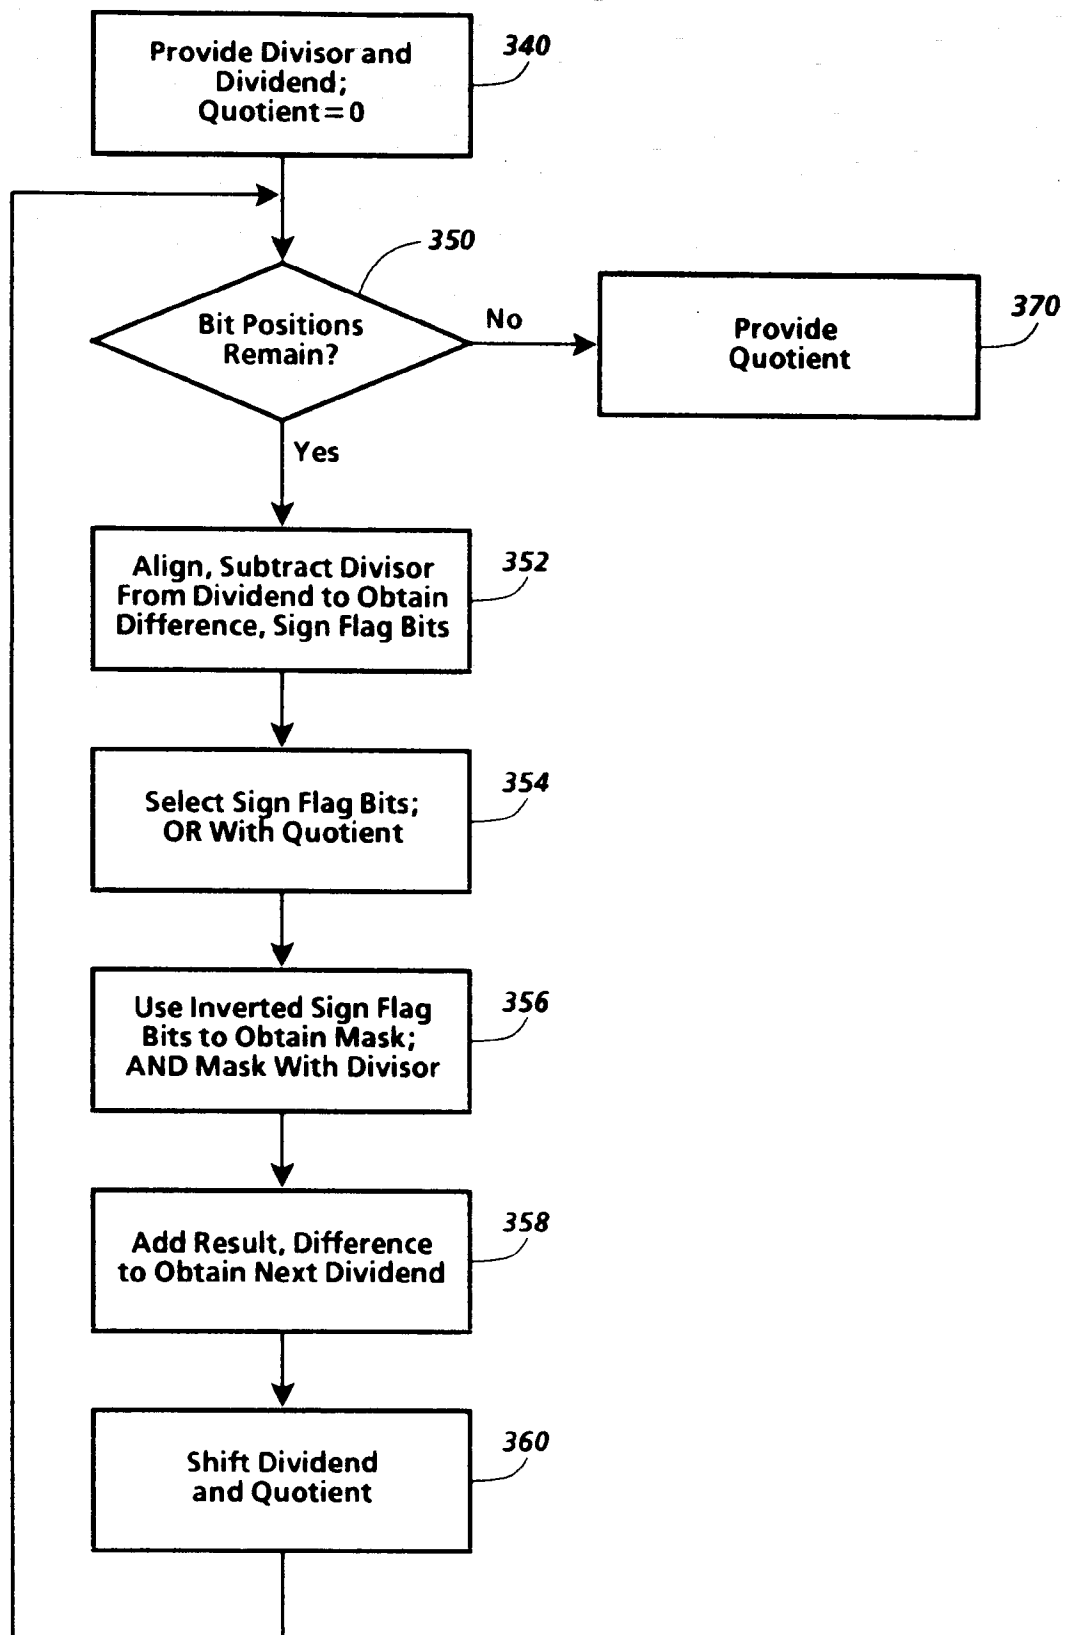 Provide Divisor and
Dividend;
Quotient = 0
340
350
Bit Positions
Remain?
No
Provide
Quotient
370
Yes
Align, Subtract Divisor
From Dividend to Obtain
Difference, Sign Flag Bits
352
Select Sign Flag Bits;
OR With Quotient
354
Use Inverted Sign Flag
Bits to Obtain Mask;
AND Mask With Divisor
356
Add Result, Difference
to Obtain Next Dividend
358
Shift Dividend
and Quotient
360